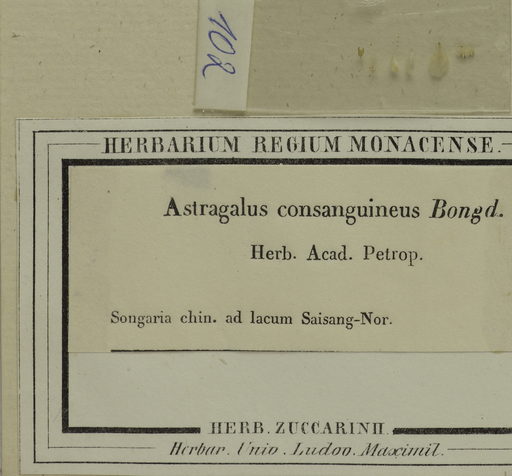 102
HERBARIUM REGIUM MONACENSE.
Astragalus consanguineus Bongd.
Herb. Acad. Petrop.
Songaria chin. ad lacum Saisang-Nor.
HERB. ZUCCARINII.
Herbar. Univ. Ludov. Maximil.